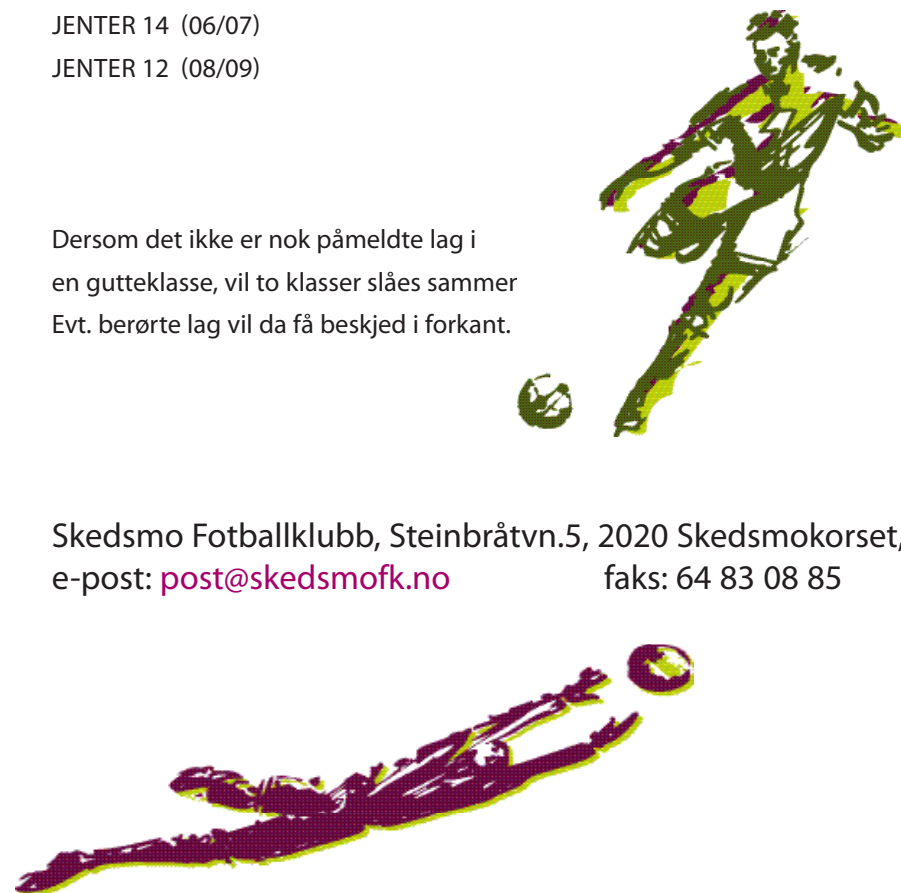 JENTER 14 (06/07)
JENTER 12 (08/09)
Dersom det ikke er nok påmeldte lag i
en gutteklasse, vil to klasser slåes sammer
Evt. berørte lag vil da få beskjed i forkant.
Skedsmo Fotballklubb, Steinbråtvn.5, 2020 Skedsmokorset,
e-post: post@skedsmofk.no faks: 64 83 08 85